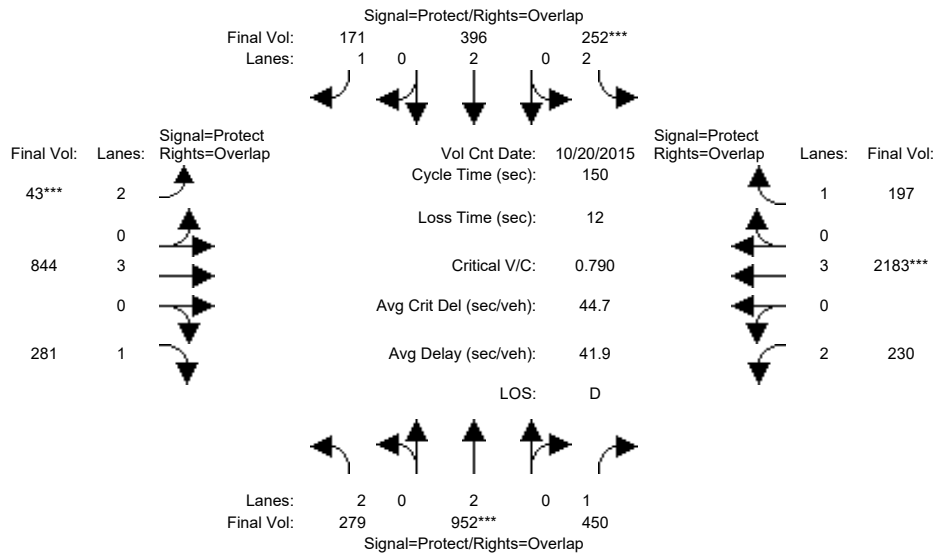 Signal=Protect/Rights=Overlap
Final Vol: 171 396 252***
Lanes: 1 0 2 0 2
Signal=Protect
Rights=Overlap
Final Vol: Lanes:
Vol Cnt Date: 10/20/2015
Signal=Protect
Rights=Overlap
Lanes: Final Vol:
Cycle Time (sec): 150
43*** 2
1 197
Loss Time (sec): 12
0
0
844 3
Critical V/C: 0.790
3 2183***
0
Avg Crit Del (sec/veh): 44.7
0
281 1
Avg Delay (sec/veh): 41.9
2 230
LOS: D
Lanes: 2 0 2 0 1
Final Vol: 279 952*** 450
Signal=Protect/Rights=Overlap